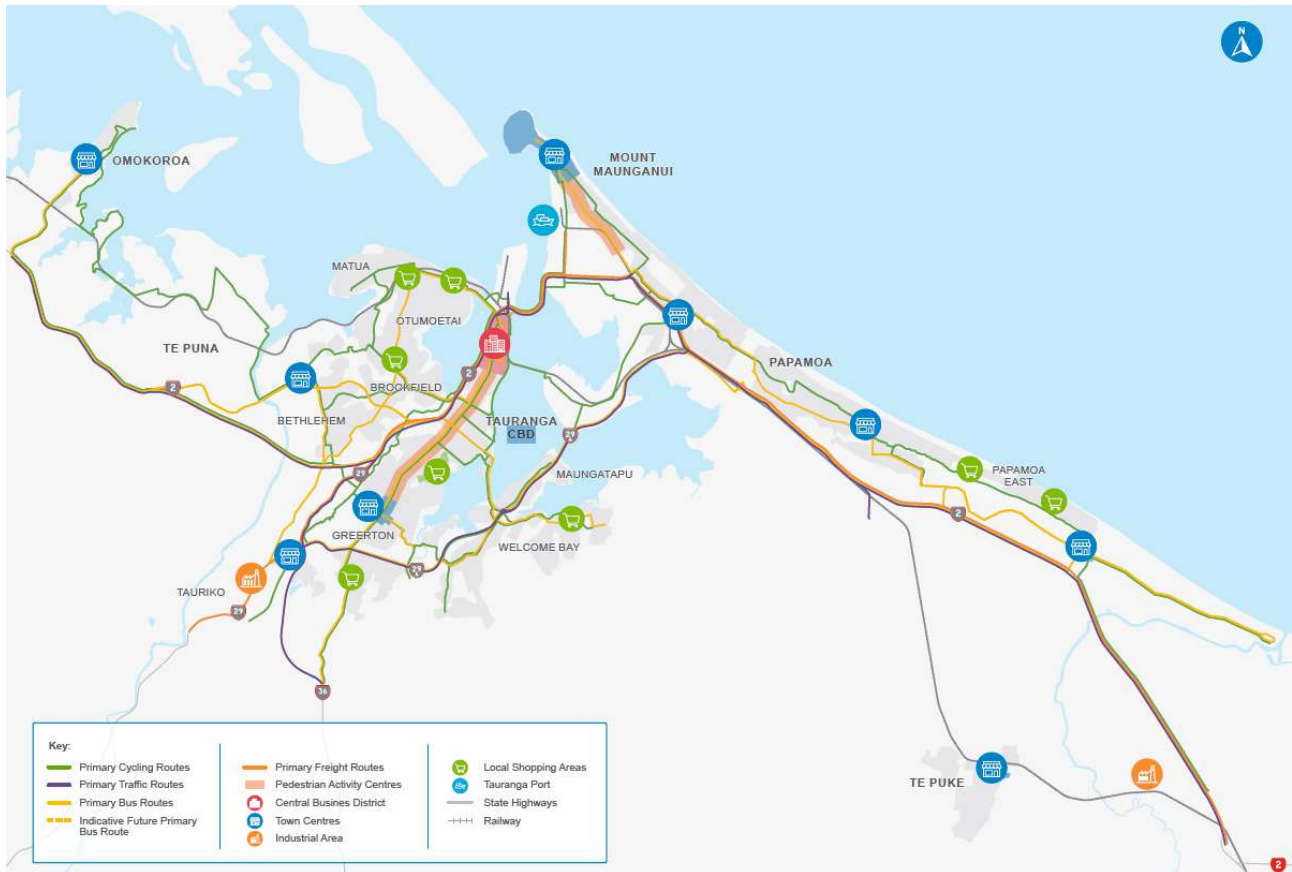 N
MOUNT
MAUNGANUI
OMOKOROA
MATUA
OTUMOETAI
TE PUNA
PAPAMOA
2
2
BROCKFIELD
BETHLEHEM
TAURANGA
CBD
29
29
MAUNGATAPU
PAPAMOA
EAST
2
GREERTON
WELCOME BAY
29
TAURIKO
29
36
TE PUKE
2
Key:
Primary Cycling Routes
Primary Traffic Routes
Primary Bus Routes
Indicative Future Primary
Bus Route
Primary Freight Routes
Pedestrian Activity Centres
Central Busines District
Town Centres
Industrial Area
Local Shopping Areas
Tauranga Port
State Highways
Railway